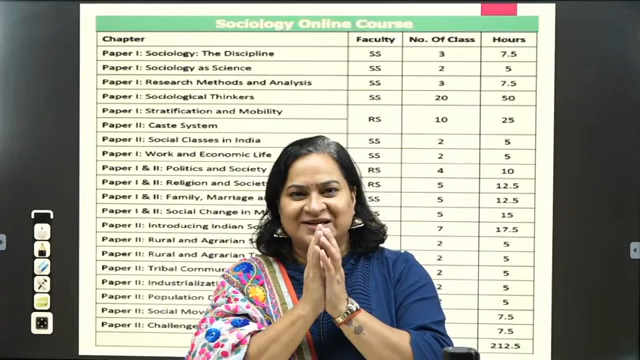 Sociology Online Course
Chapter Faculty No. Of Class Hours
Paper I: Sociology: The Discipline SS 3 7.5
Paper I: Sociology as Science SS 2 5
Paper I: Research Methods and Analysis SS 3 7.5
Paper I: Sociological Thinkers SS 20 50
Paper I: Stratification and Mobility
Paper II: Caste System RS 10 25
Paper II: Social Classes in India SS 2 5
Paper I: Work and Economic Life SS 2 5
Paper I & II: Politics and Society RS 4 10
Paper I & II: Religion and Society RS 5 12.5
Paper I & II: Family, Marriage SS 5 12.5
Paper I & II: Social Change in 5 15
Paper II: Introducing Indian 7 17.5
Paper II: Rural and Agrarian 2 5
Paper II: Rural and Agrarian 2 5
Paper II: Tribal 2 5
Paper II: 2 5
Paper II: Population 5
Paper II: Social 7.5
Paper II: 7.5
212.5